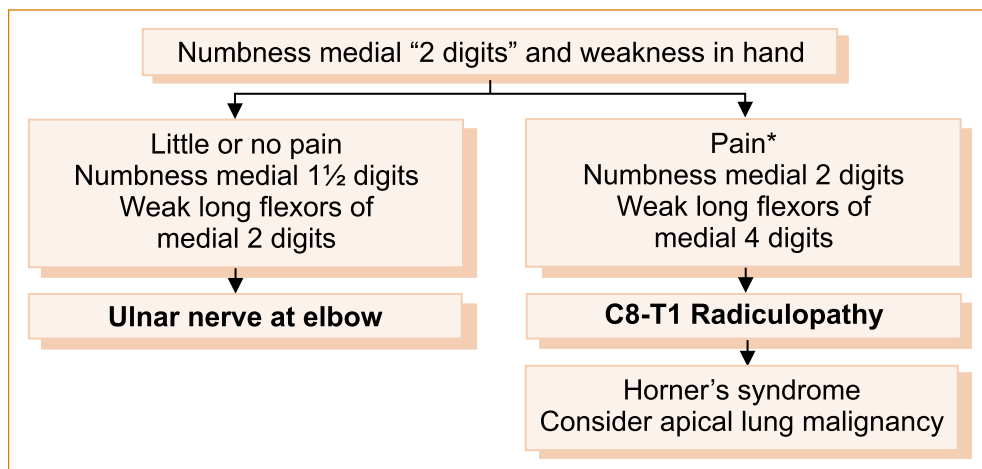 Numbness medial “2 digits” and weakness in hand
Little or no pain
Numbness medial 1½ digits
Weak long flexors of
medial 2 digits
Ulnar nerve at elbow
Pain*
Numbness medial 2 digits
Weak long flexors of
medial 4 digits
C8-T1 Radiculopathy
Horner’s syndrome
Consider apical lung malignancy